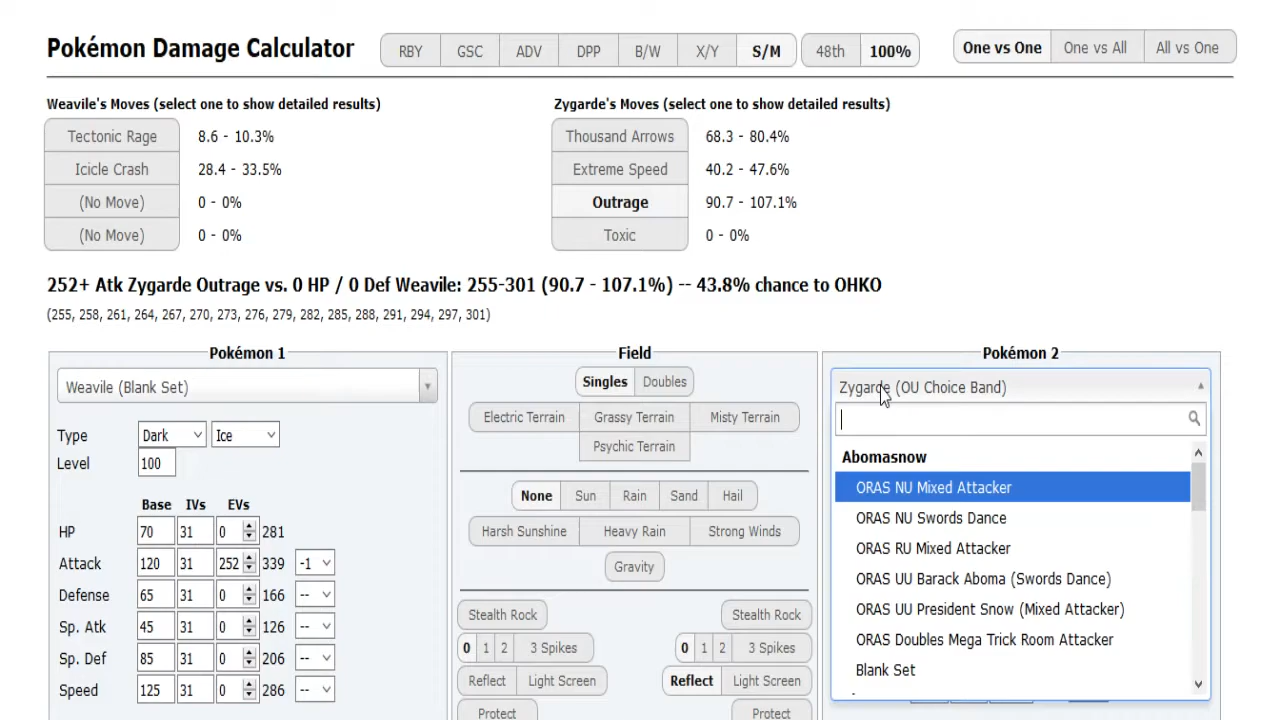 Pokémon Damage Calculator RBY GSC ADV DPP B/W X/Y S/M 48th 100% One vs One One vs All All vs One
Weavile's Moves (select one to show detailed results)
Tectonic Rage 8.6 - 10.3%
Icicle Crash 28.4 - 33.5%
(No Move) 0 - 0%
(No Move) 0 - 0%
Zygarde's Moves (select one to show detailed results)
Thousand Arrows 68.3 - 80.4%
Extreme Speed 40.2 - 47.6%
Outrage 90.7 - 107.1%
Toxic 0 - 0%
252+ Atk Zygarde Outrage vs. 0 HP / 0 Def Weavile: 255-301 (90.7 - 107.1%) -- 43.8% chance to OHKO
(255, 258, 261, 264, 267, 270, 273, 276, 279, 282, 285, 288, 291, 294, 297, 301)
Pokémon 1
Weavile (Blank Set)
Type Dark Ice
Level 100
Base IVs EVs
HP 70 31 0 281
Attack 120 31 252 339 -1
Defense 65 31 0 166 --
Sp. Atk 45 31 0 126 --
Sp. Def 85 31 0 206 --
Speed 125 31 0 286 --
Field
Singles Doubles
Electric Terrain Grassy Terrain Misty Terrain
Psychic Terrain
None Sun Rain Sand Hail
Harsh Sunshine Heavy Rain Strong Winds
Gravity
Stealth Rock Stealth Rock
0 1 2 3 Spikes 0 1 2 3 Spikes
Reflect Light Screen Reflect Light Screen
Protect Protect
Pokémon 2
Zygarde (OU Choice Band)
Abomasnow
ORAS NU Mixed Attacker
ORAS NU Swords Dance
ORAS RU Mixed Attacker
ORAS UU Barack Aboma (Swords Dance)
ORAS UU President Snow (Mixed Attacker)
ORAS Doubles Mega Trick Room Attacker
Blank Set